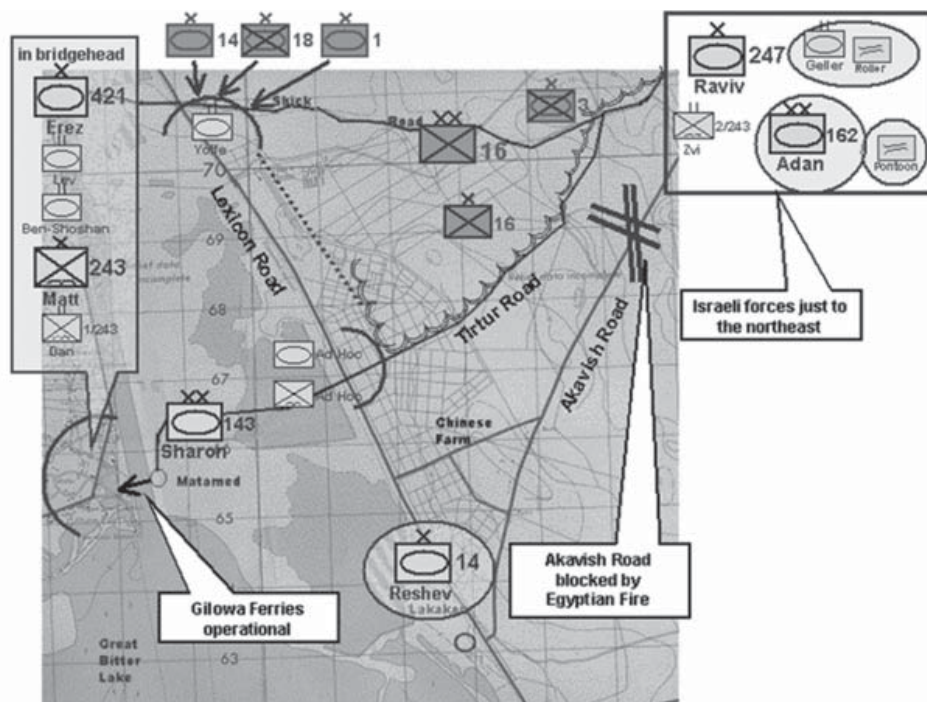 in bridgehead
421
Erez
Lev
Ben-Shoshan
243
Matt
1/243
Dan
14
18
1
Yoffe
Shick
Road
3
16
16
247
Raviv
Geller
Roller
2/243
Zvi
162
Adan
Pontoon
Israeli forces just to
the northeast
70
69
68
67
65
63
Lexicon Road
Tirtur Road
Akavish Road
Ad Hoc
Ad Hoc
143
Sharon
Matamed
Chinese
Farm
14
Reshev
Lakakan
Akavish Road
blocked by
Egyptian Fire
Gilowa Ferries
operational
Great
Bitter
Lake